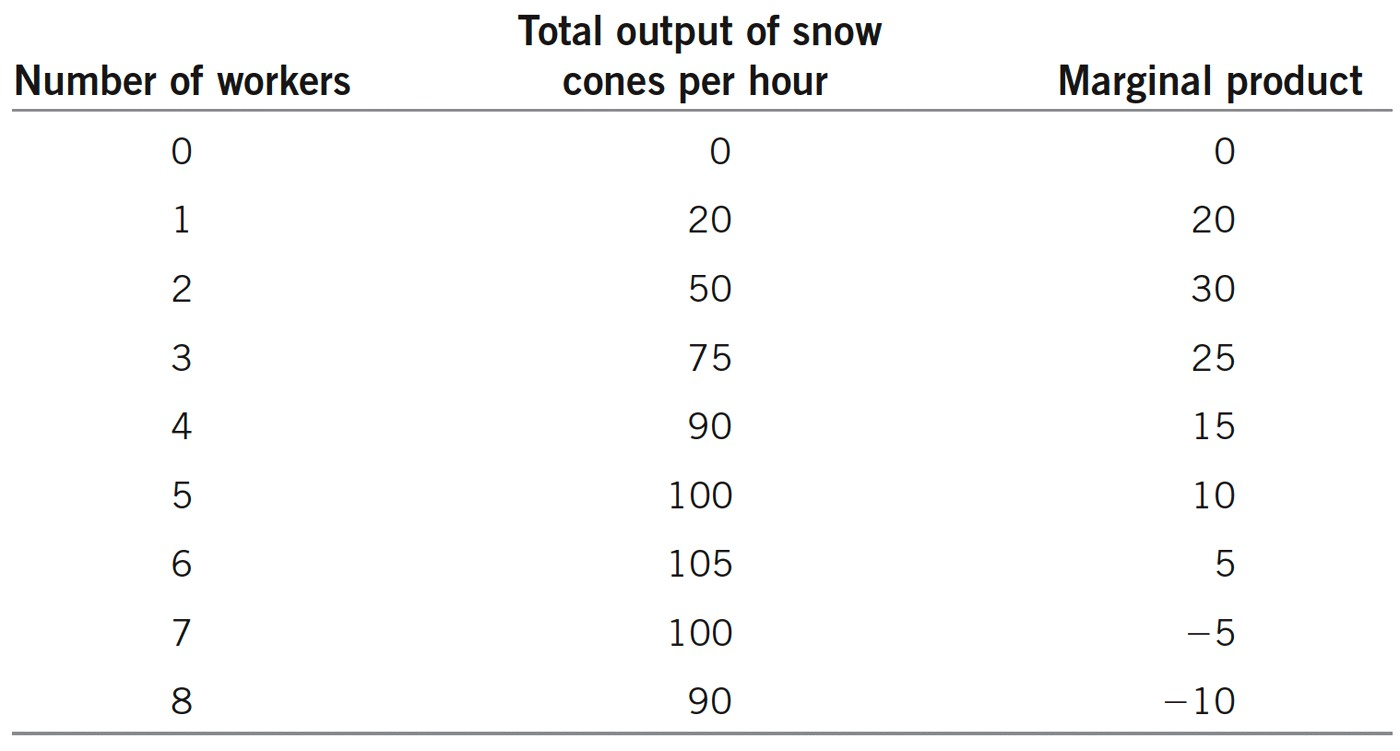 Total output of snow
Number of workers cones per hour Marginal product
0 0 0
1 20 20
2 50 30
3 75 25
4 90 15
5 100 10
6 105 5
7 100 −5
8 90 −10